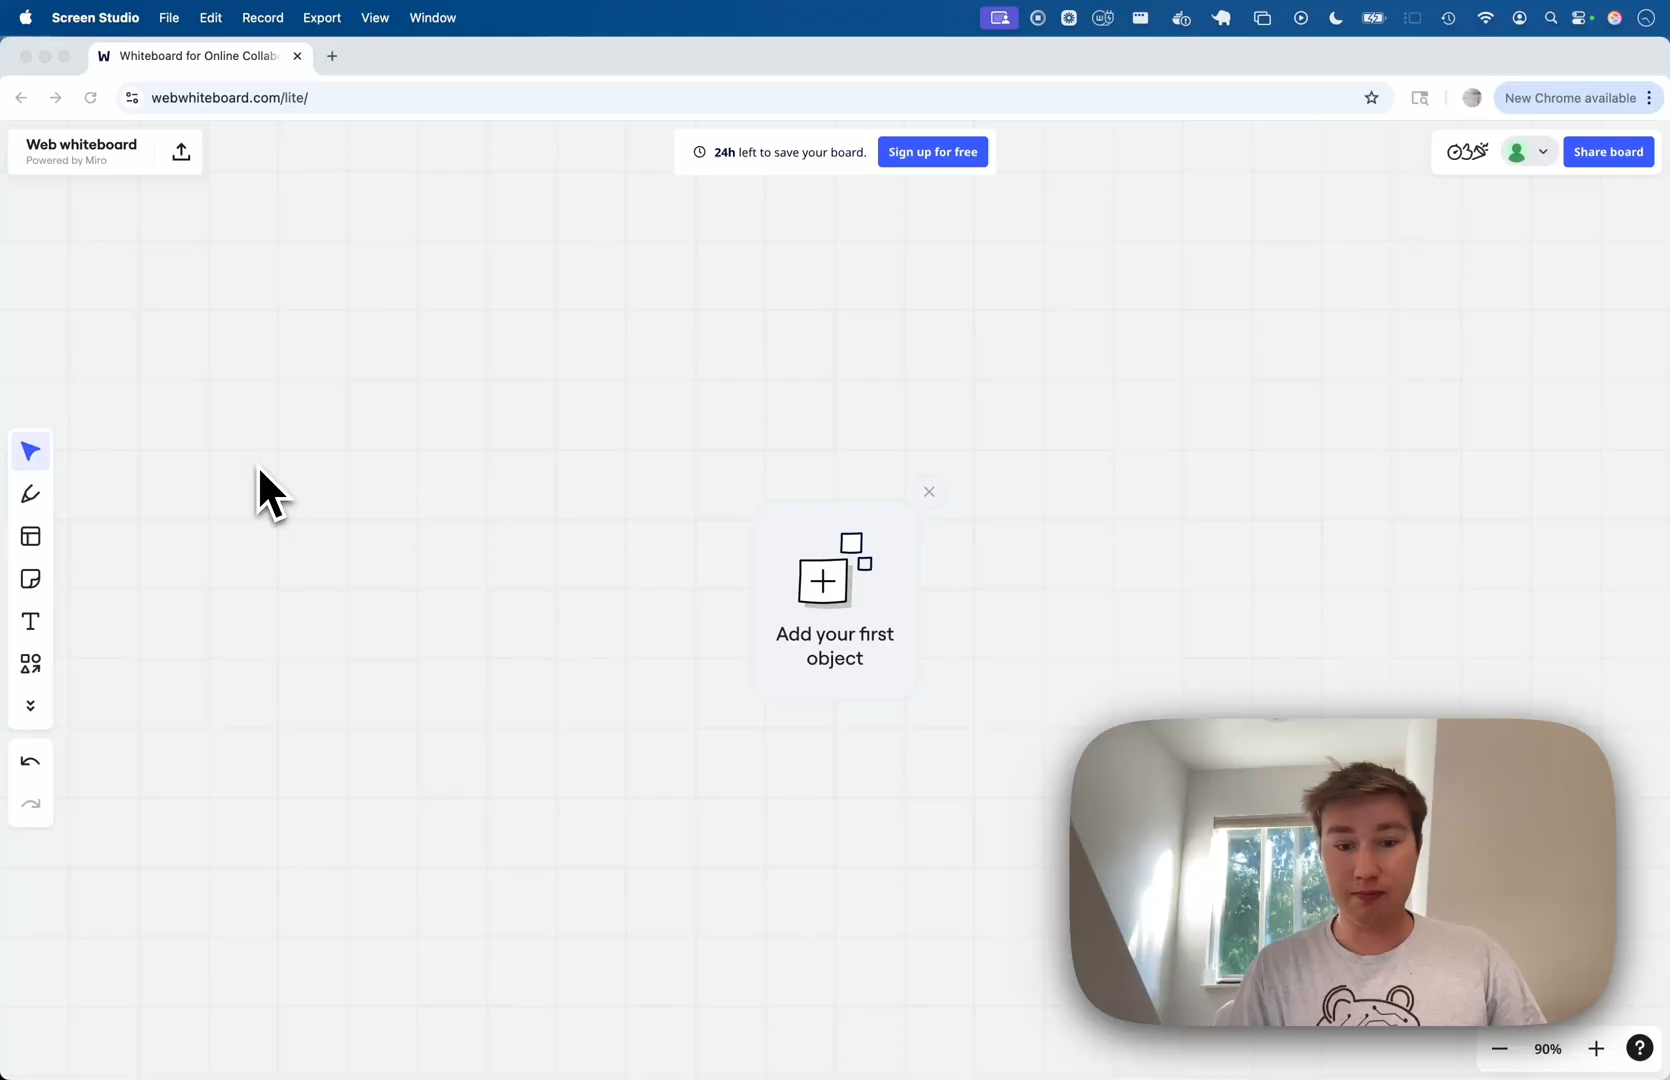 Screen Studio File Edit Record Export View Window
Whiteboard for Online Collab
webwhiteboard.com/lite/
New Chrome available
Web whiteboard
Powered by Miro
24h left to save your board.
Sign up for free
Share board
Add your first
object
90%